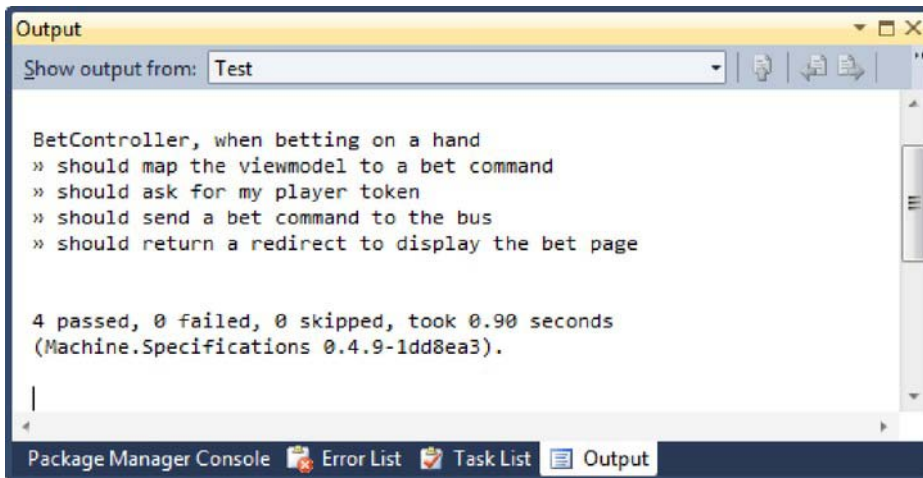 Output
Show output from: Test
BetController, when betting on a hand
» should map the viewmodel to a bet command
» should ask for my player token
» should send a bet command to the bus
» should return a redirect to display the bet page
4 passed, 0 failed, 0 skipped, took 0.90 seconds
(Machine.Specifications 0.4.9-1dd8ea3).
Package Manager Console Error List Task List Output